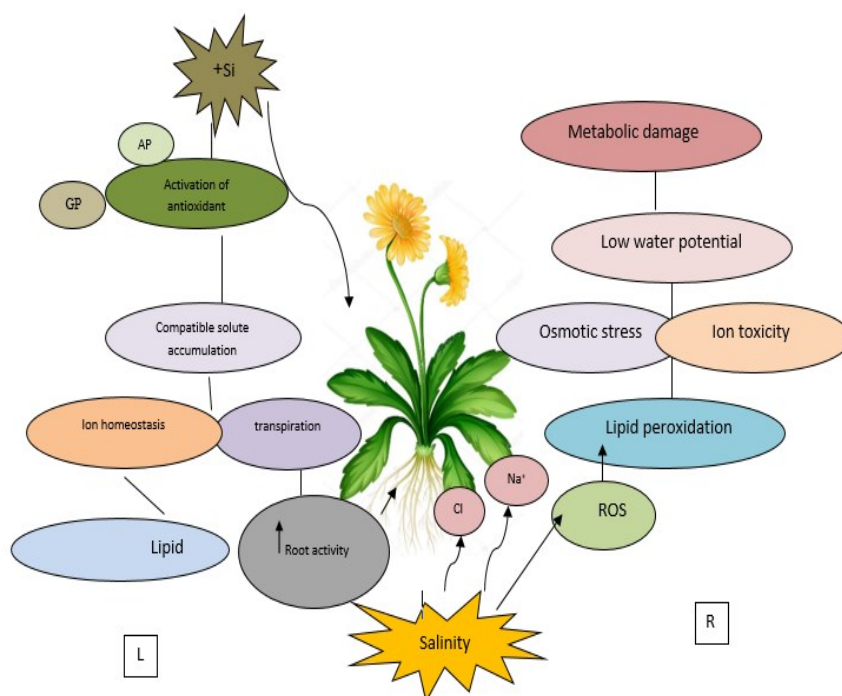 +Si
AP
GP
Activation of
antioxidant
Compatible solute
accumulation
Ion homeostasis
transpiration
Lipid
Root activity
L
Metabolic damage
Low water potential
Osmotic stress
Ion toxicity
Lipid peroxidation
ROS
Na⁺
Cl
Salinity
R